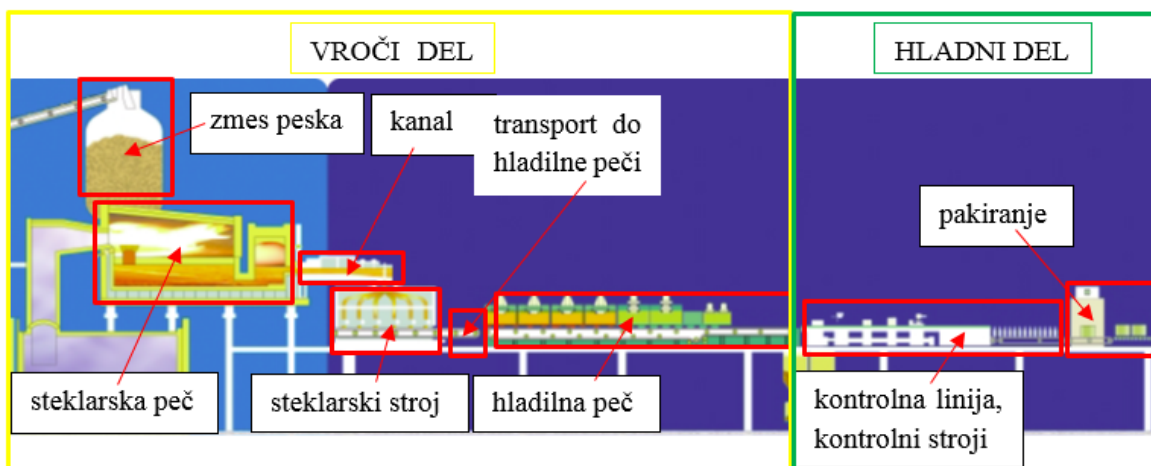 VROČI DEL
HLADNI DEL
zmes peska
kanal
transport do
hladilne peči
pakiranje
steklarska peč
steklarski stroj
hladilna peč
kontrolna linija,
kontrolni stroji